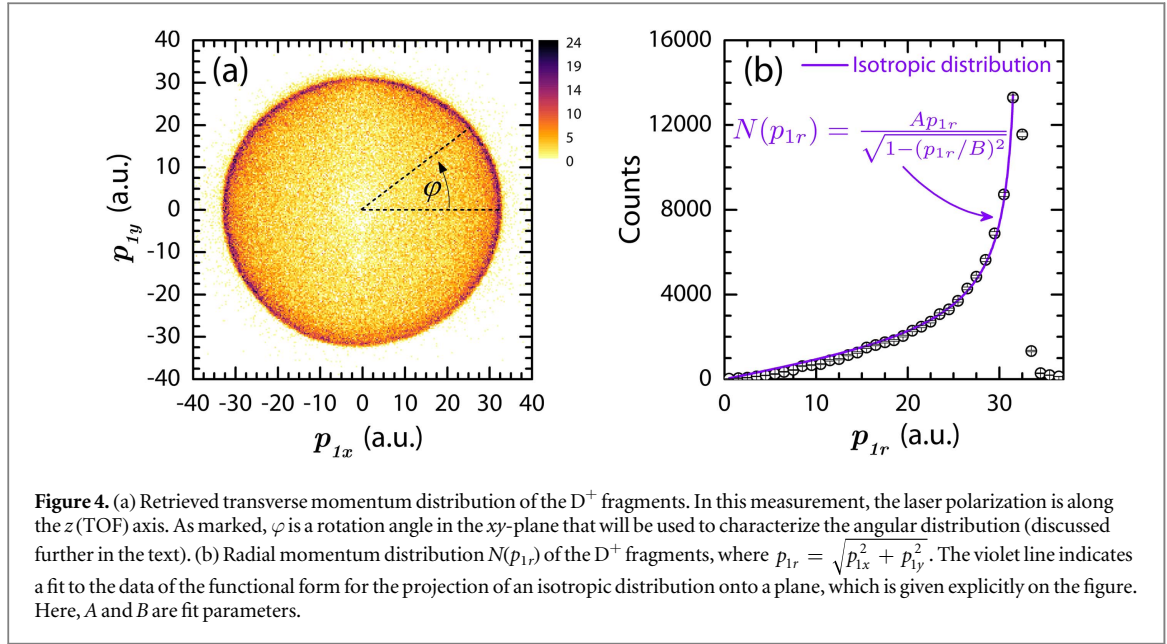 (a)
40
30
20
10
0
-10
-20
-30
-40
p1y (a.u.)
-40 -30 -20 -10 0 10 20 30 40
p1x (a.u.)
φ
24
19
14
10
5
0
(b)
Isotropic distribution
N(p1r) = Ap1r / √1−(p1r/B)²
16000
12000
8000
4000
0
Counts
0 10 20 30
p1r (a.u.)
Figure 4. (a) Retrieved transverse momentum distribution of the D⁺ fragments. In this measurement, the laser polarization is along
the z (TOF) axis. As marked, φ is a rotation angle in the xy-plane that will be used to characterize the angular distribution (discussed
further in the text). (b) Radial momentum distribution N(p1r) of the D⁺ fragments, where p1r = √p²1x + p²1y. The violet line indicates
a fit to the data of the functional form for the projection of an isotropic distribution onto a plane, which is given explicitly on the figure.
Here, A and B are fit parameters.